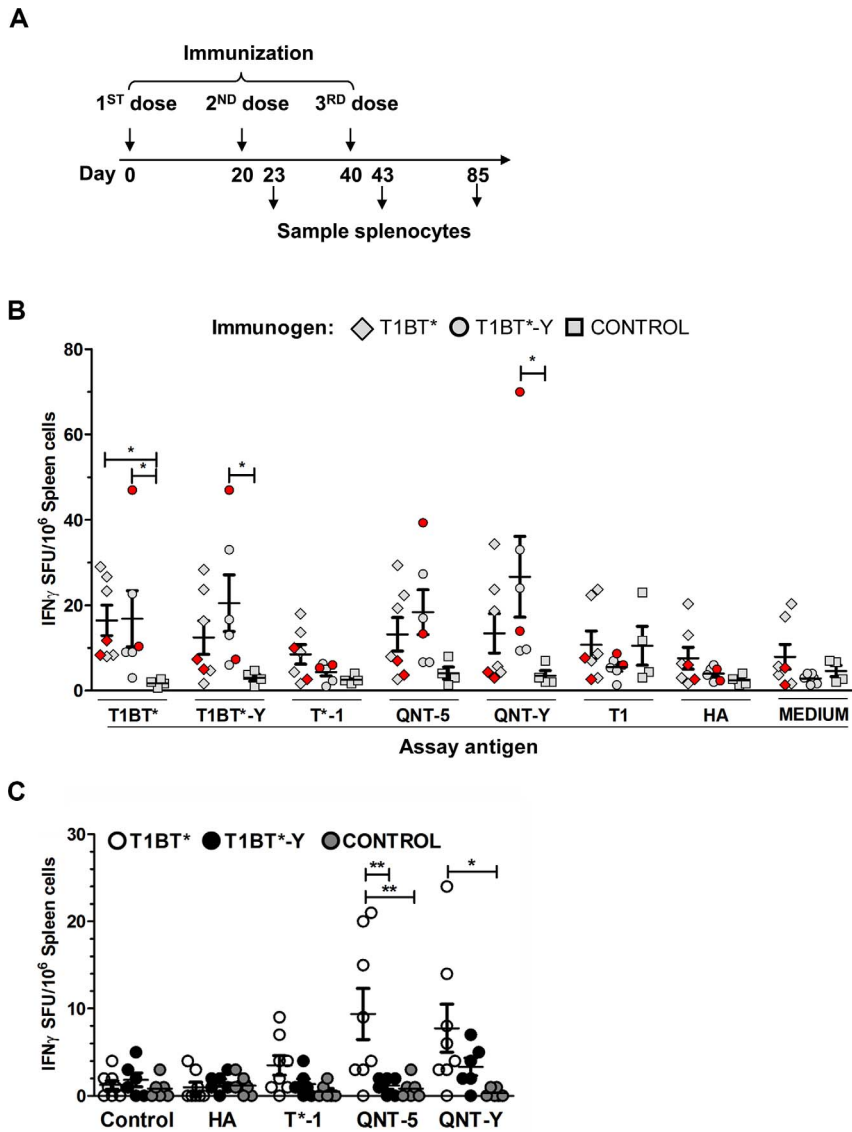 A
Immunization
1ST dose 2ND dose 3RD dose
Day 0 20 23 40 43 85
Sample splenocytes
B
Immunogen: T1BT* T1BT*-Y CONTROL
80
60
40
20
0
IFNγ SFU/10⁶ Spleen cells
* * * *
T1BT* T1BT*-Y T*-1 QNT-5 QNT-Y T1 HA MEDIUM
Assay antigen
C
T1BT* T1BT*-Y CONTROL
30
20
10
0
IFNγ SFU/10⁶ Spleen cells
** ** *
Control HA T*-1 QNT-5 QNT-Y